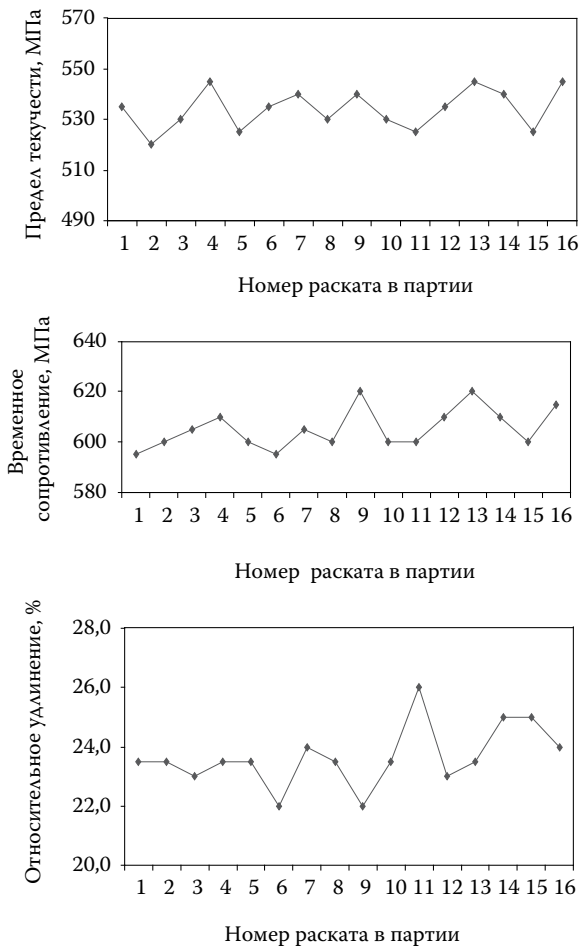 Предел текучести, МПа
570
550
530
510
490
1 2 3 4 5 6 7 8 9 10 11 12 13 14 15 16
Номер раската в партии
Временное
сопротивление, МПа
640
620
600
580
1 2 3 4 5 6 7 8 9 10 11 12 13 14 15 16
Номер раската в партии
Относительное удлинение, %
28,0
26,0
24,0
22,0
20,0
1 2 3 4 5 6 7 8 9 10 11 12 13 14 15 16
Номер раската в партии